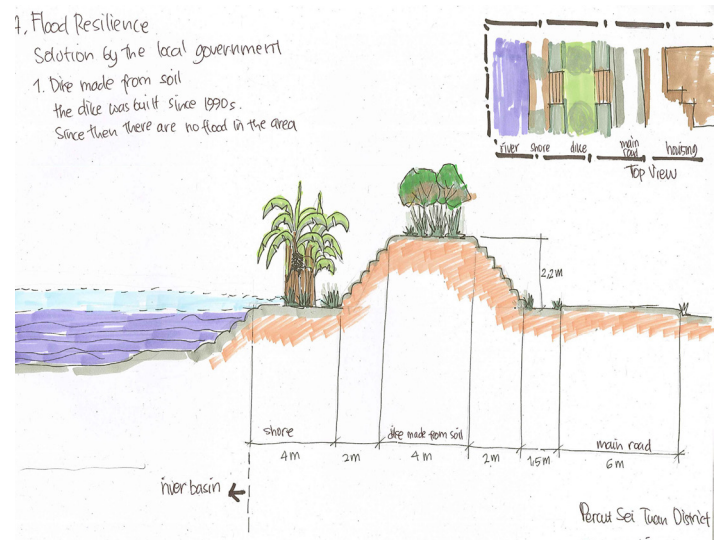 7. Flood Resilience
Solution by the local government
1. Dike made from soil
the dike was built since 1990s.
Since then there are no flood in the area
river shore dike main road housing
Top View
2,2m
shore
dike made from soil
main road
4m 2m 4m 2m 1,5m 6m
river basin
Percut Sei Tuan District